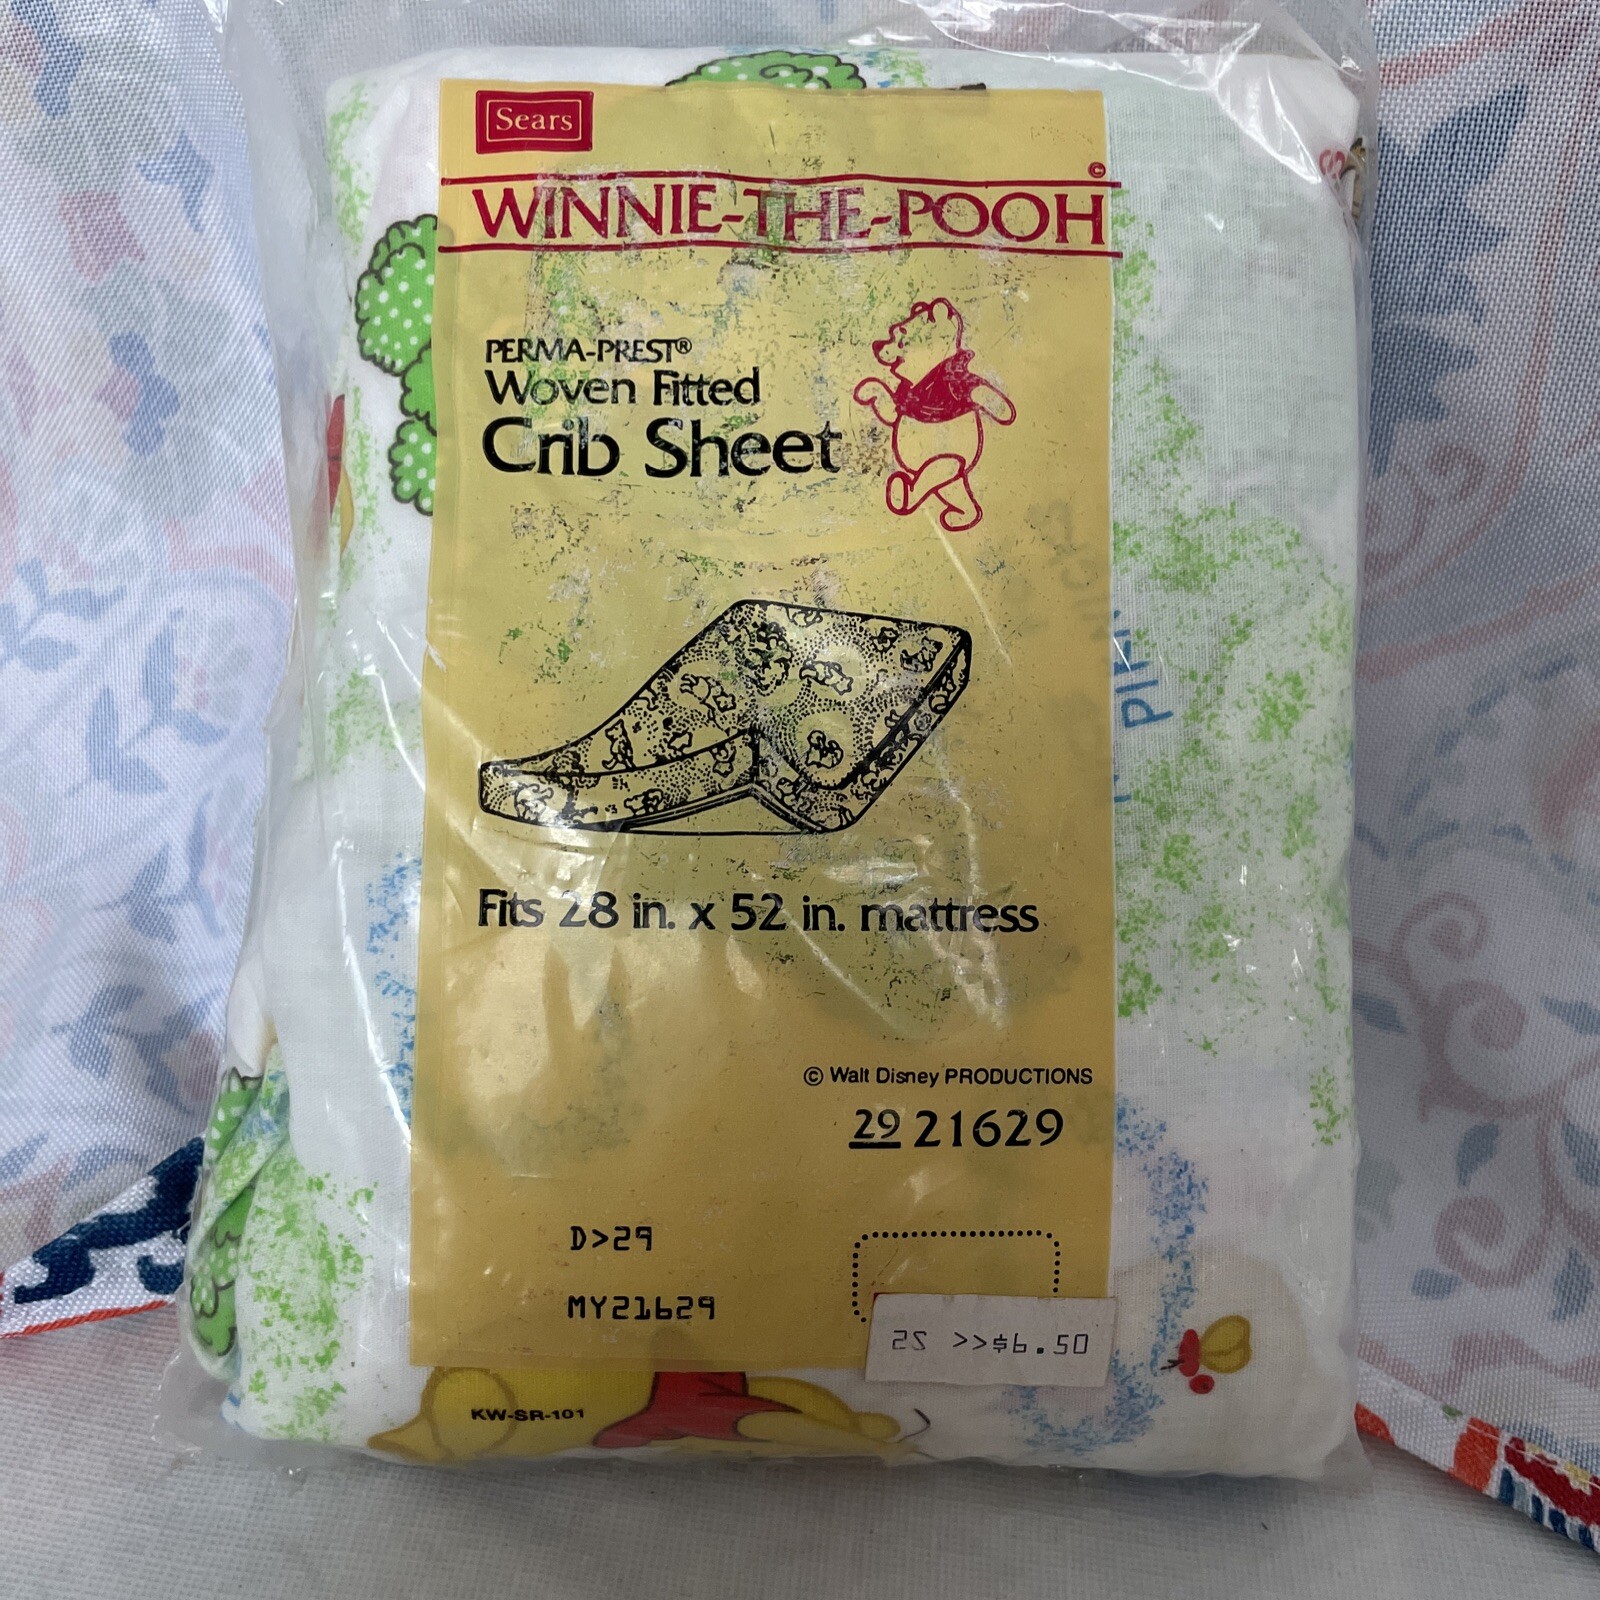 Sears
©
WINNIE-THE-POOH
PERMA-PREST®
Woven Fitted
Crib Sheet
Fits 28 in. x 52 in. mattress
© Walt Disney PRODUCTIONS
29 21629
D>29
MY21629
2S >>$6.50
KW-SR-101